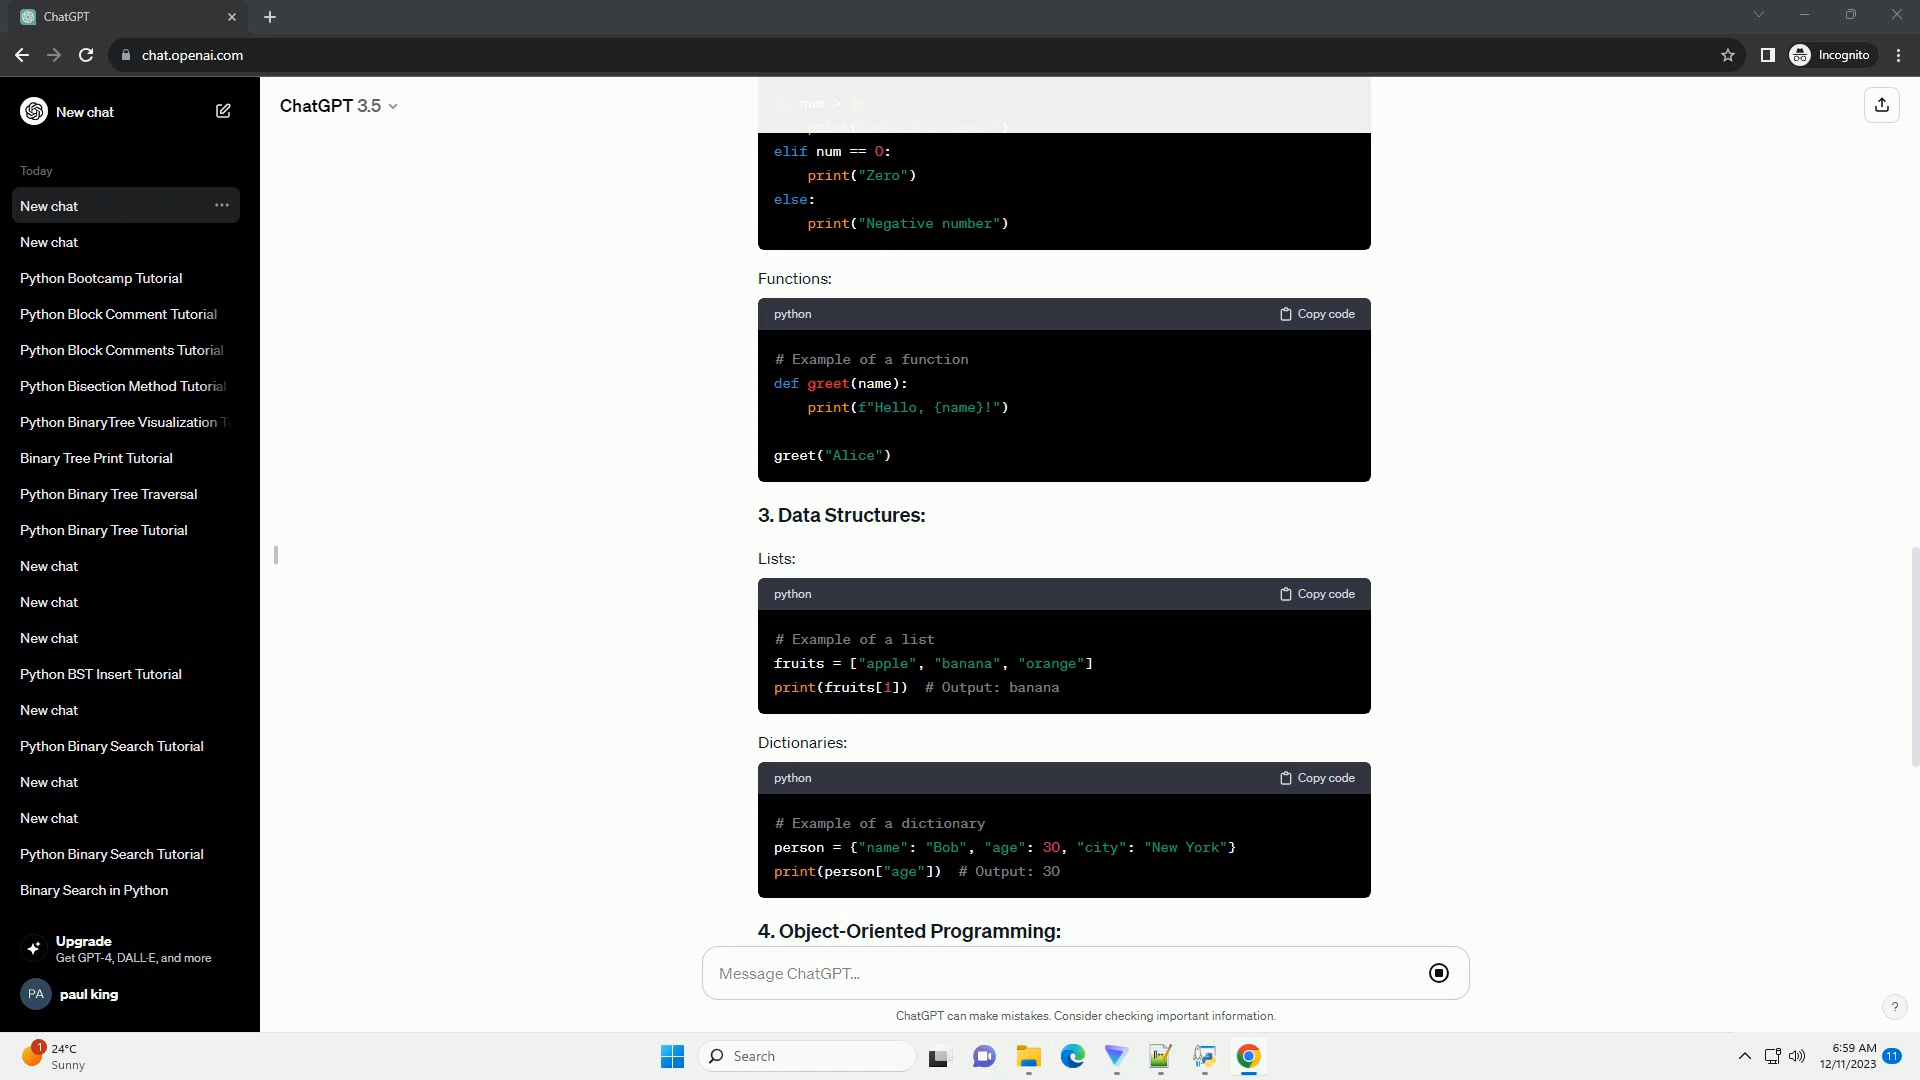 ChatGPT
chat.openai.com
Incognito
New chat
ChatGPT 3.5
Today
New chat
New chat
Python Bootcamp Tutorial
Python Block Comment Tutorial
Python Block Comments Tutorial
Python Bisection Method Tutorial
Python BinaryTree Visualization
Binary Tree Print Tutorial
Python Binary Tree Traversal
Python Binary Tree Tutorial
New chat
New chat
New chat
Python BST Insert Tutorial
New chat
Python Binary Search Tutorial
New chat
New chat
Python Binary Search Tutorial
Binary Search in Python
Upgrade
Get GPT-4, DALL·E, and more
PA
paul king
num >
elif num == 0:
print("Zero")
else:
print("Negative number")
Functions:
python
Copy code
# Example of a function
def greet(name):
print(f"Hello, {name}!")
greet("Alice")
3. Data Structures:
Lists:
python
Copy code
# Example of a list
fruits = ["apple", "banana", "orange"]
print(fruits[1])  # Output: banana
Dictionaries:
python
Copy code
# Example of a dictionary
person = {"name": "Bob", "age": 30, "city": "New York"}
print(person["age"])  # Output: 30
4. Object-Oriented Programming:
Message ChatGPT...
ChatGPT can make mistakes. Consider checking important information.
?
1
24°C
Sunny
Search
6:59 AM
12/11/2023
11